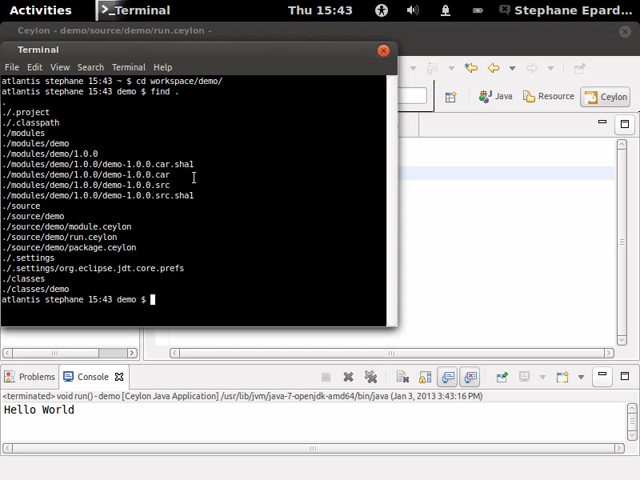 Activities
>_Terminal
Thu 15:43
Stephane Epard...
Ceylon - demo/source/demo/run.ceylon -
Terminal
File Edit View Search Terminal Help
atlantis stephane 15:43 ~ $ cd workspace/demo/
atlantis stephane 15:43 demo $ find .
.
./.project
./.classpath
./modules
./modules/demo
./modules/demo/1.0.0
./modules/demo/1.0.0/demo-1.0.0.car.sha1
./modules/demo/1.0.0/demo-1.0.0.car
./modules/demo/1.0.0/demo-1.0.0.src
./modules/demo/1.0.0/demo-1.0.0.src.sha1
./source
./source/demo
./source/demo/module.ceylon
./source/demo/run.ceylon
./source/demo/package.ceylon
./.settings
./.settings/org.eclipse.jdt.core.prefs
./classes
./classes/demo
atlantis stephane 15:43 demo $
Java Resource Ceylon
Problems Console
<terminated> void run() - demo [Ceylon Java Application] /usr/lib/jvm/java-7-openjdk-amd64/bin/java (Jan 3, 2013 3:43:16 PM)
Hello World